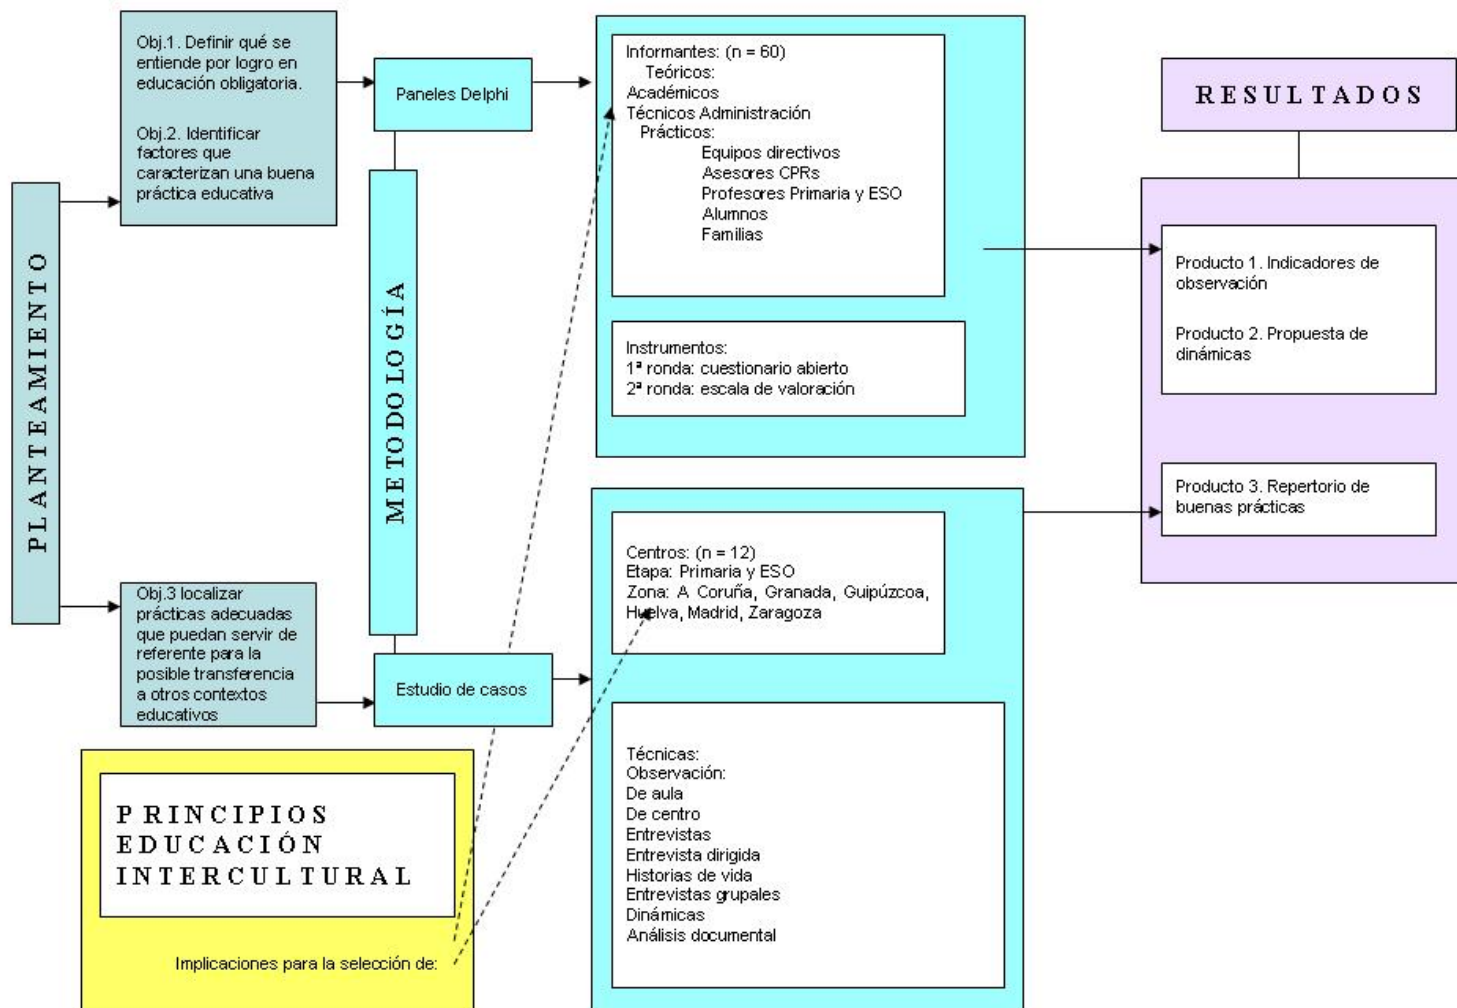 PLANTEAMIENTO
Obj.1. Definir qué se
entiende por logro en
educación obligatoria.
Obj.2. Identificar
factores que
caracterizan una buena
práctica educativa
Obj.3 localizar
prácticas adecuadas
que puedan servir de
referente para la
posible transferencia
a otros contextos
educativos
METODOLOGÍA
Paneles Delphi
Estudio de casos
Informantes: (n = 60)
Teóricos:
Académicos
Técnicos Administración
Prácticos:
Equipos directivos
Asesores CPRs
Profesores Primaria y ESO
Alumnos
Familias
Instrumentos:
1ª ronda: cuestionario abierto
2ª ronda: escala de valoración
Centros: (n = 12)
Etapa: Primaria y ESO
Zona: A Coruña, Granada, Guipúzcoa,
Huelva, Madrid, Zaragoza
Técnicas:
Observación:
De aula
De centro
Entrevistas
Entrevista dirigida
Historias de vida
Entrevistas grupales
Dinámicas
Análisis documental
RESULTADOS
Producto 1. Indicadores de
observación
Producto 2. Propuesta de
dinámicas
Producto 3. Repertorio de
buenas prácticas
PRINCIPIOS
EDUCACIÓN
INTERCULTURAL
Implicaciones para la selección de: